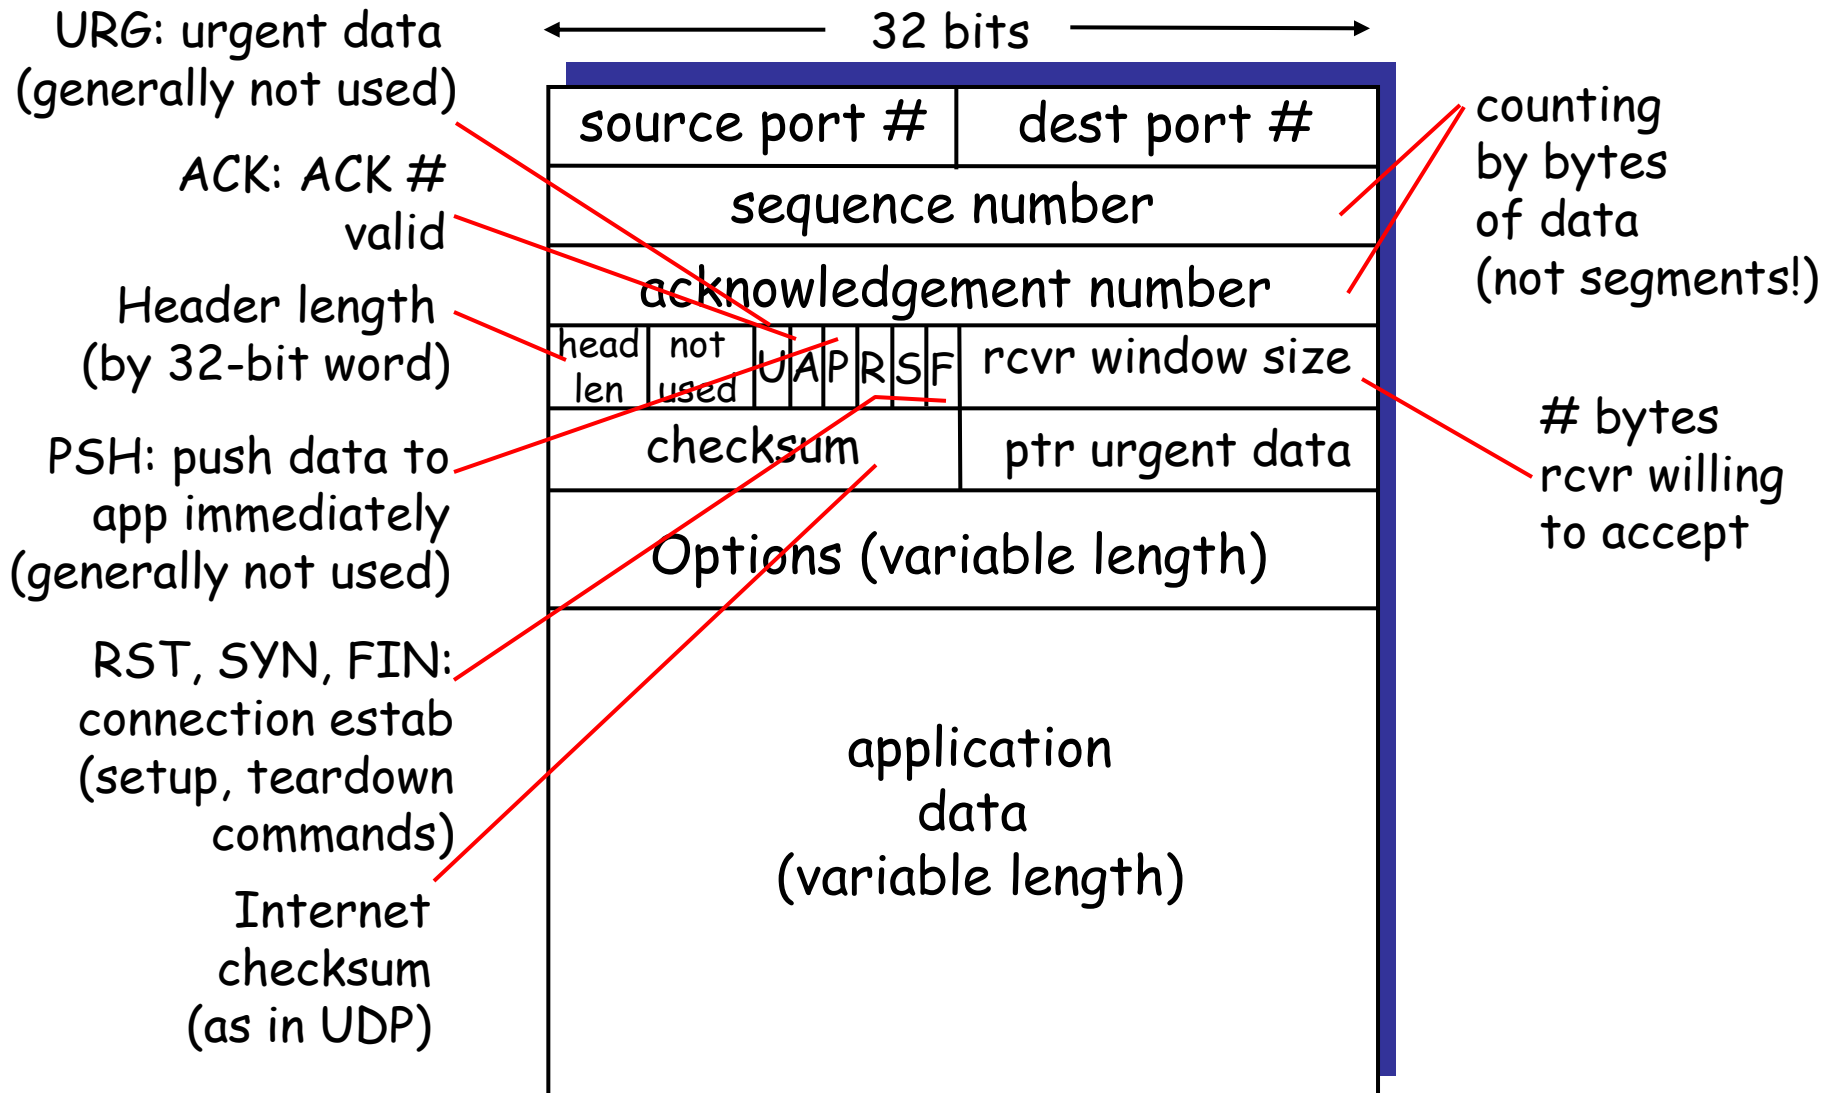 URG: urgent data
(generally not used)
ACK: ACK #
valid
Header length
(by 32-bit word)
PSH: push data to
app immediately
(generally not used)
RST, SYN, FIN:
connection estab
(setup, teardown
commands)
Internet
checksum
(as in UDP)
32 bits
source port #
dest port #
sequence number
acknowledgement number
head
len
not
used
U
A
P
R
S
F
rcvr window size
checksum
ptr urgent data
Options (variable length)
application
data
(variable length)
counting
by bytes
of data
(not segments!)
# bytes
rcvr willing
to accept